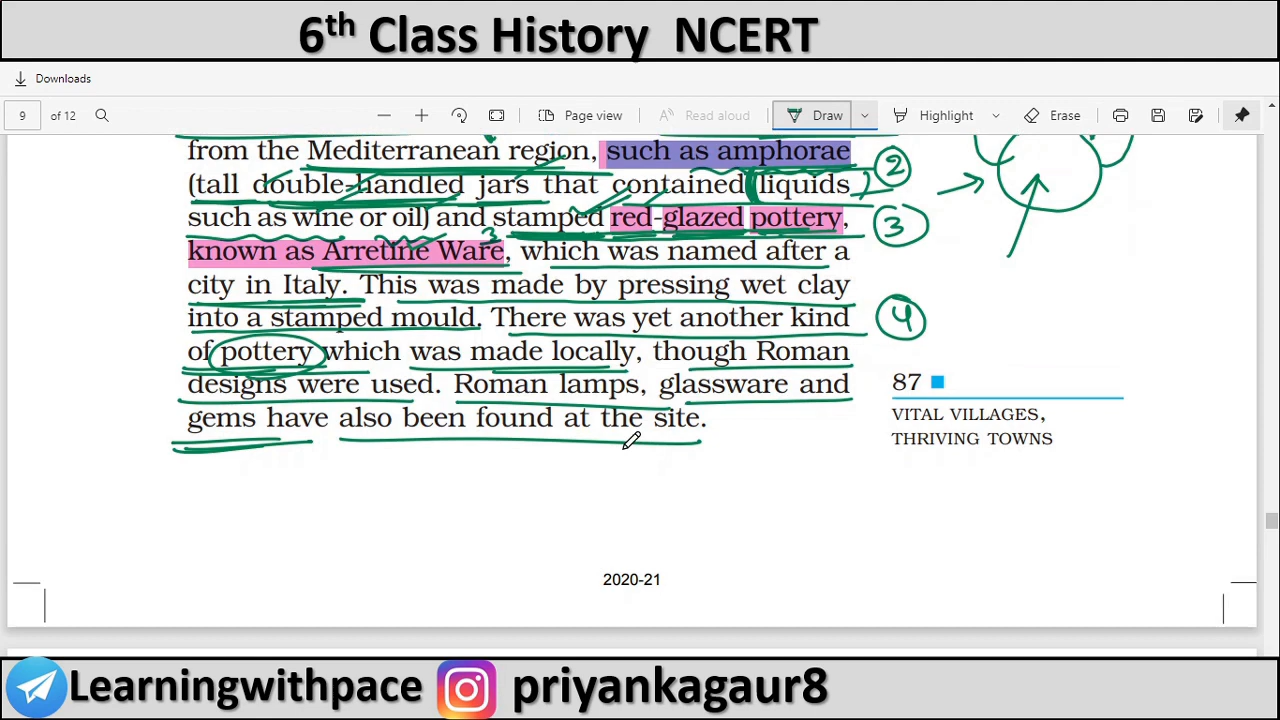 6th Class History NCERT
Downloads
9 of 12 Page view Read aloud Draw Highlight Erase
from the Mediterranean region, such as amphorae
(tall double-handled jars that contained liquids
such as wine or oil) and stamped red-glazed pottery,
known as Arretine Ware, which was named after a
city in Italy. This was made by pressing wet clay
into a stamped mould. There was yet another kind
of pottery which was made locally, though Roman
designs were used. Roman lamps, glassware and
gems have also been found at the site.
2
3
3
4
87
VITAL VILLAGES,
THRIVING TOWNS
2020-21
Learningwithpace priyankagaur8